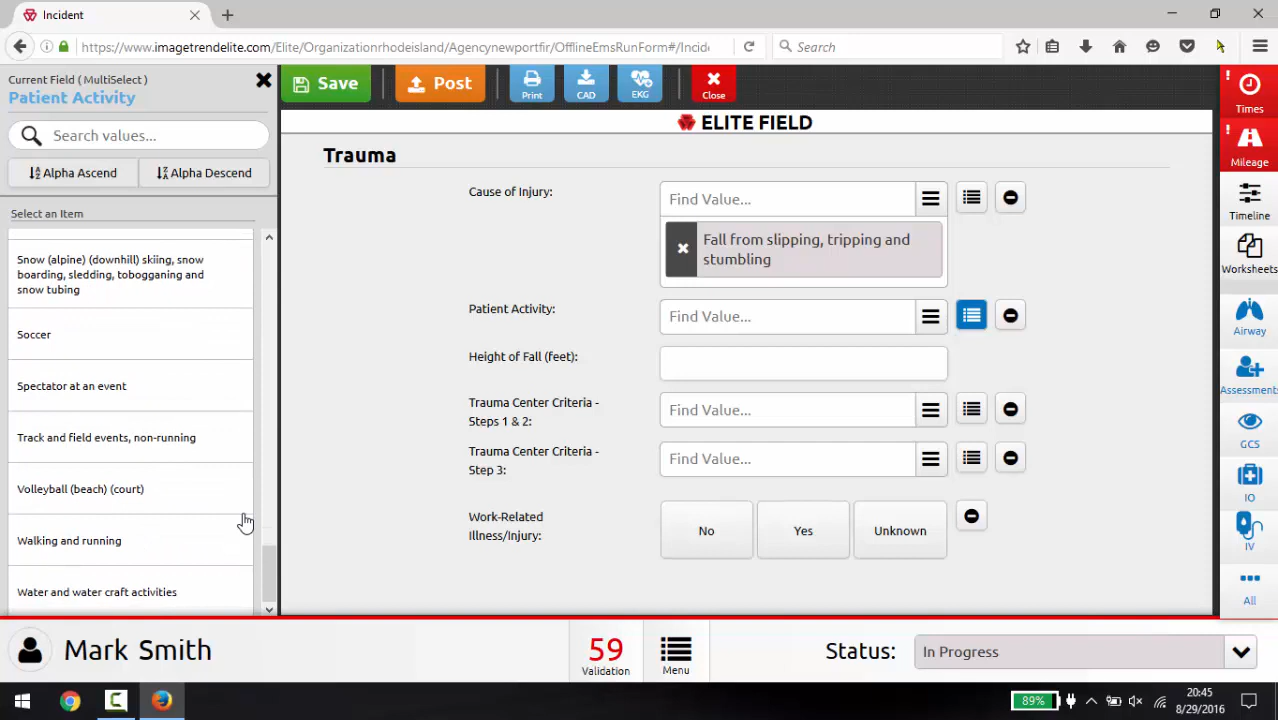 Incident
https://www.imagetrendelite.com/Elite/Organizationrhodeisland/Agencynewportfir/OfflineEmsRunForm#/Incide
Search
Current Field ( MultiSelect )
Patient Activity
Search values...
Alpha Ascend
Alpha Descend
Select an Item
Snow (alpine) (downhill) skiing, snow
boarding, sledding, tobogganing and
snow tubing
Soccer
Spectator at an event
Track and field events, non-running
Volleyball (beach) (court)
Walking and running
Water and water craft activities
Save
Post
Print
CAD
EKG
Close
ELITE FIELD
Trauma
Cause of Injury:
Find Value...
Fall from slipping, tripping and
stumbling
Patient Activity:
Find Value...
Height of Fall (feet):
Trauma Center Criteria -
Steps 1 & 2:
Find Value...
Trauma Center Criteria -
Step 3:
Find Value...
Work-Related
Illness/Injury:
No
Yes
Unknown
Times
Mileage
Timeline
Worksheets
Airway
Assessments
GCS
IO
IV
All
Mark Smith
59
Validation
Menu
Status:
In Progress
89%
20:45
8/29/2016